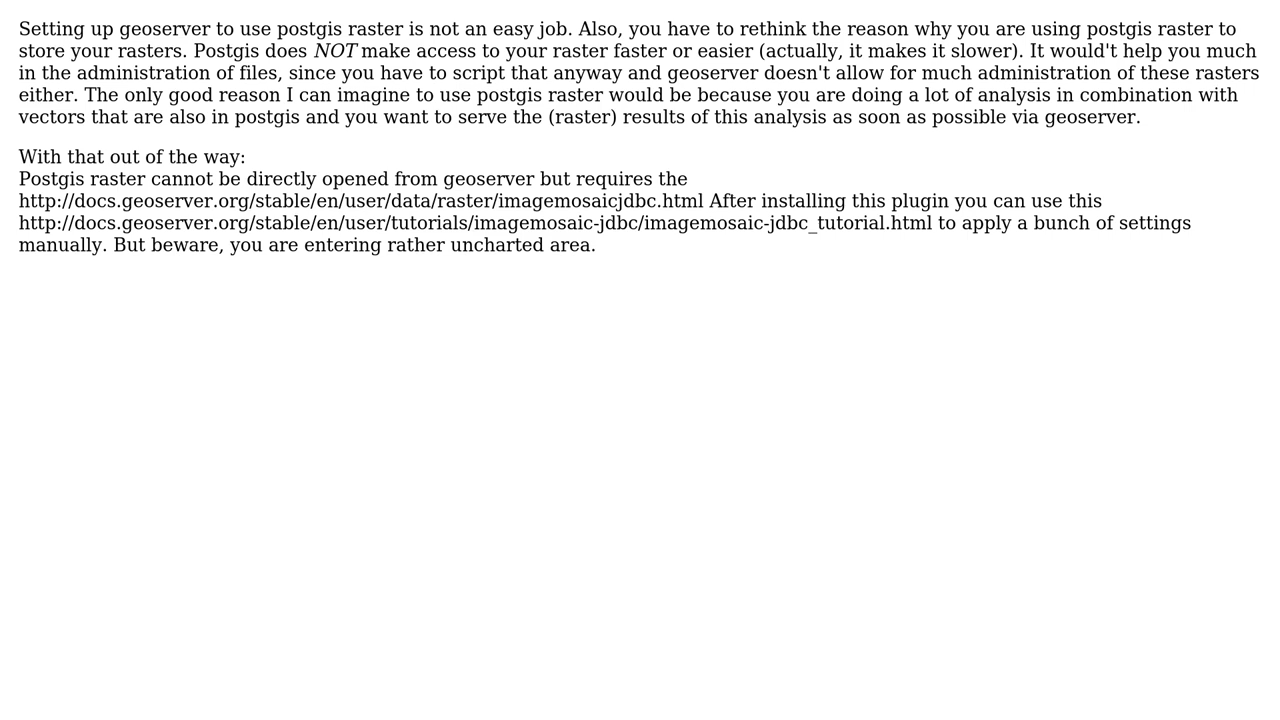 Setting up geoserver to use postgis raster is not an easy job. Also, you have to rethink the reason why you are using postgis raster to
store your rasters. Postgis does NOT make access to your raster faster or easier (actually, it makes it slower). It would't help you much
in the administration of files, since you have to script that anyway and geoserver doesn't allow for much administration of these rasters
either. The only good reason I can imagine to use postgis raster would be because you are doing a lot of analysis in combination with
vectors that are also in postgis and you want to serve the (raster) results of this analysis as soon as possible via geoserver.
With that out of the way:
Postgis raster cannot be directly opened from geoserver but requires the
http://docs.geoserver.org/stable/en/user/data/raster/imagemosaicjdbc.html After installing this plugin you can use this
http://docs.geoserver.org/stable/en/user/tutorials/imagemosaic-jdbc/imagemosaic-jdbc_tutorial.html to apply a bunch of settings
manually. But beware, you are entering rather uncharted area.